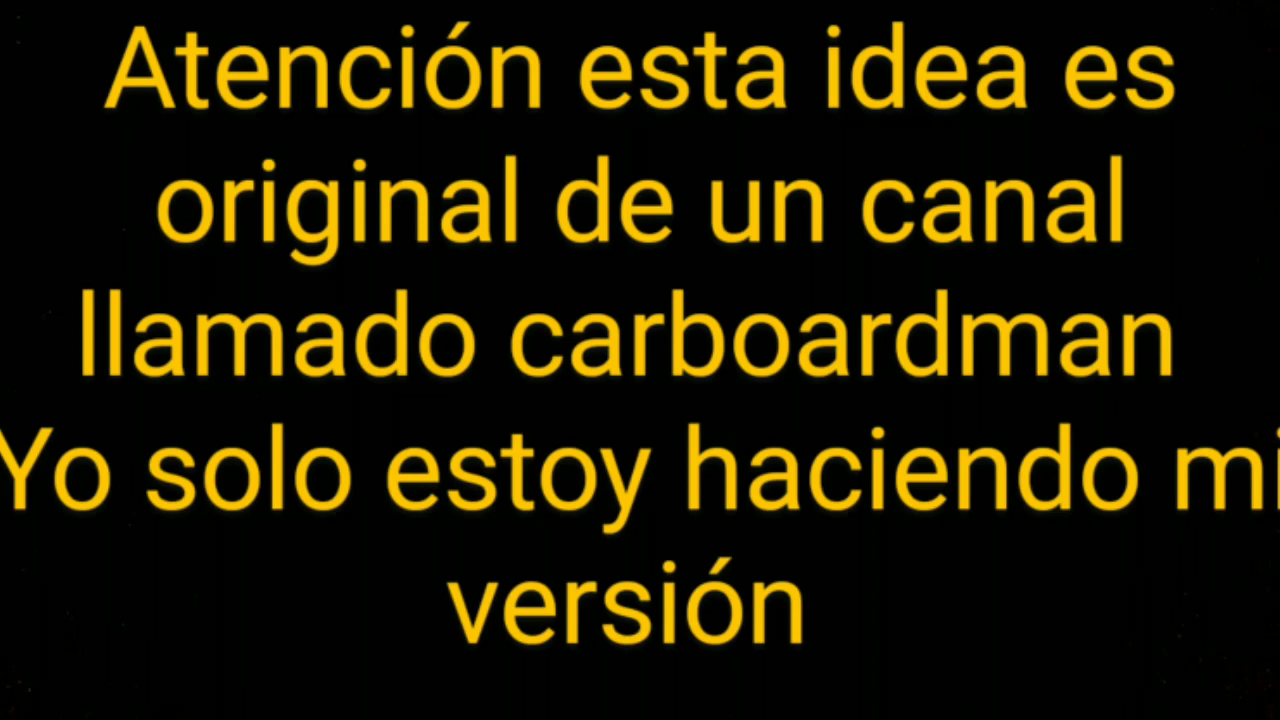 Atención esta idea es
original de un canal
llamado carboardman
Yo solo estoy haciendo mi
versión